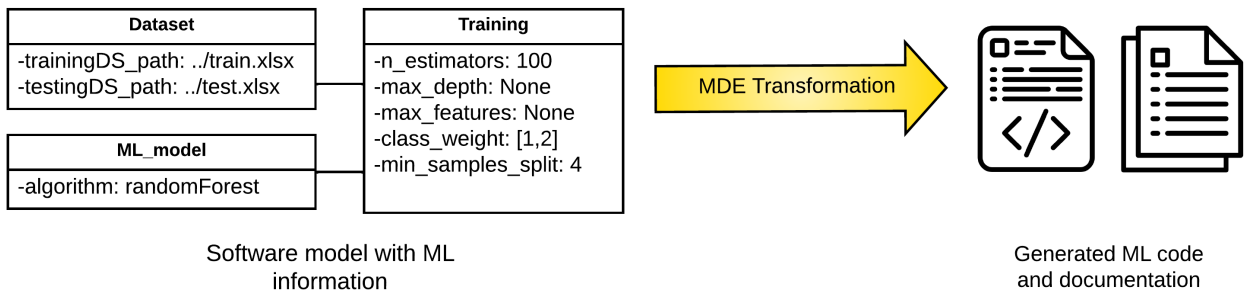 Dataset
-trainingDS_path: ../train.xlsx
-testingDS_path: ../test.xlsx
ML_model
-algorithm: randomForest
Training
-n_estimators: 100
-max_depth: None
-max_features: None
-class_weight: [1,2]
-min_samples_split: 4
Software model with ML
information
MDE Transformation
Generated ML code
and documentation